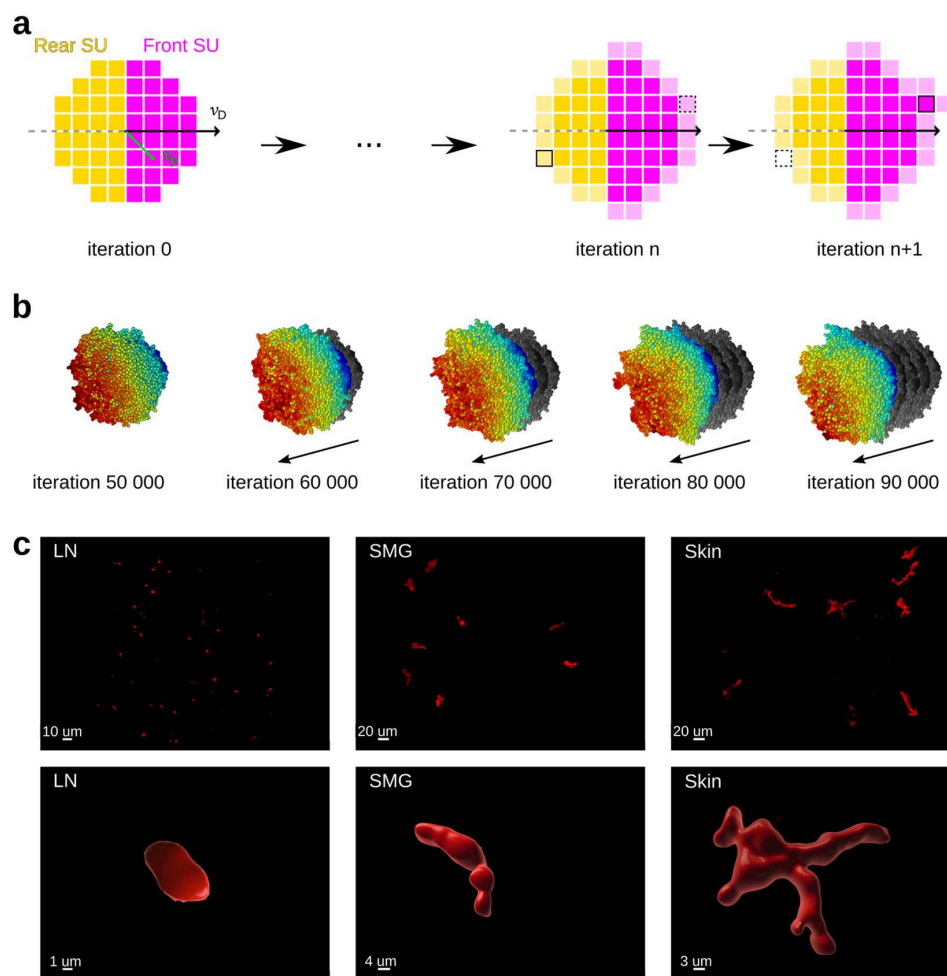 a
Rear SU Front SU
v_D
v_p
...
iteration 0
iteration n
iteration n+1
b
iteration 50 000
iteration 60 000
iteration 70 000
iteration 80 000
iteration 90 000
c
LN
SMG
Skin
10 um
20 um
20 um
LN
SMG
Skin
1 um
4 um
3 um